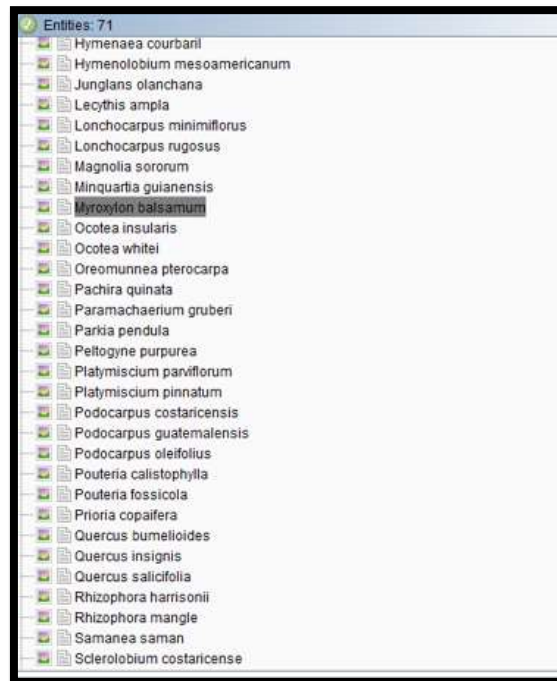 Entities: 71
Hymenaea courbaril
Hymenolobium mesoamericanum
Junglans olanchana
Lecythis ampla
Lonchocarpus minimiflorus
Lonchocarpus rugosus
Magnolia sororum
Minquartia guianensis
Myroxylon balsamum
Ocotea insularis
Ocotea whitei
Oreomunnea pterocarpa
Pachira quinata
Paramachaerium gruberi
Parkia pendula
Peltogyne purpurea
Platymiscium parviflorum
Platymiscium pinnatum
Podocarpus costaricensis
Podocarpus guatemalensis
Podocarpus oleifolius
Pouteria calistophylla
Pouteria fossicola
Prioria copaifera
Quercus bumelioides
Quercus insignis
Quercus salicifolia
Rhizophora harrisonii
Rhizophora mangle
Samanea saman
Sclerolobium costaricense